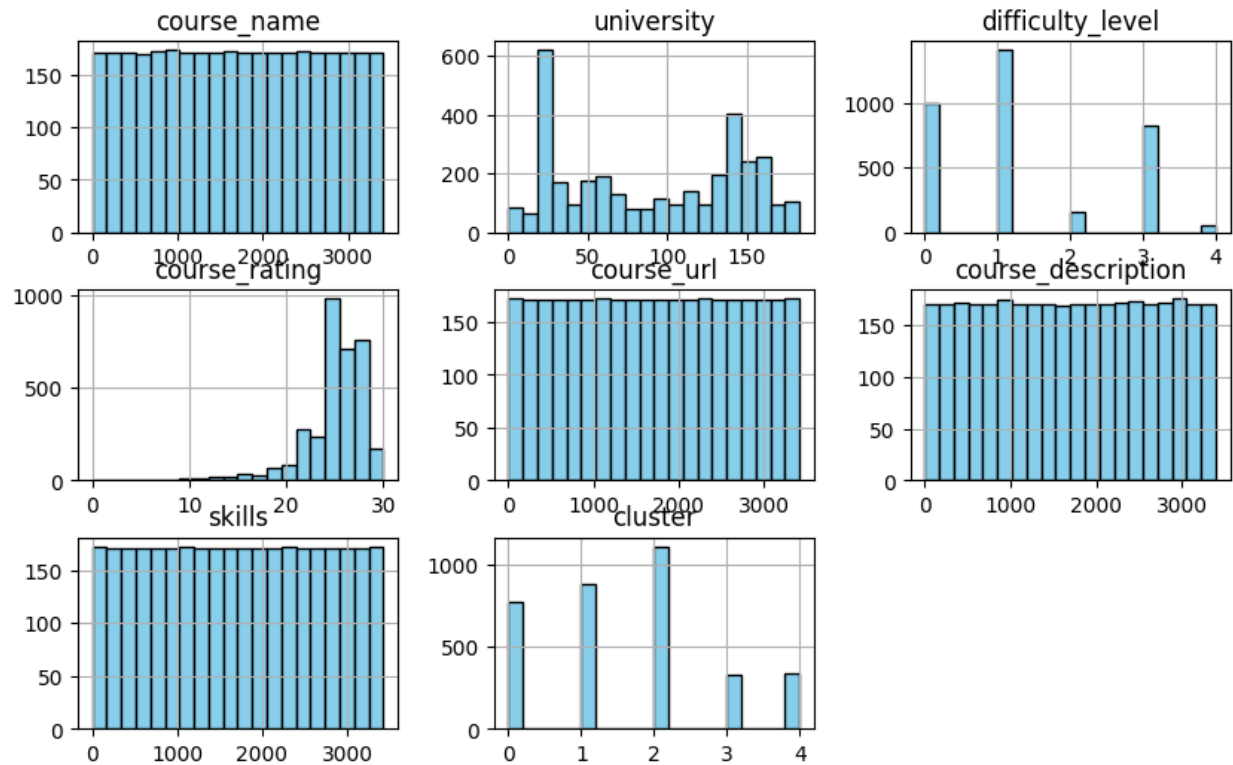 course_name university difficulty_level
150 600 1000
100 400 500
50 200
0 0 0
0 1000 2000 3000 0 50 100 150 0 1 2 3 4
course_rating course_url course_description
1000 150 150
500 100 100
50 50
0 0 0
0 10 20 30 0 1000 2000 3000 0 1000 2000 3000
skills cluster
150 1000
100 500
50
0 0
0 1000 2000 3000 0 1 2 3 4